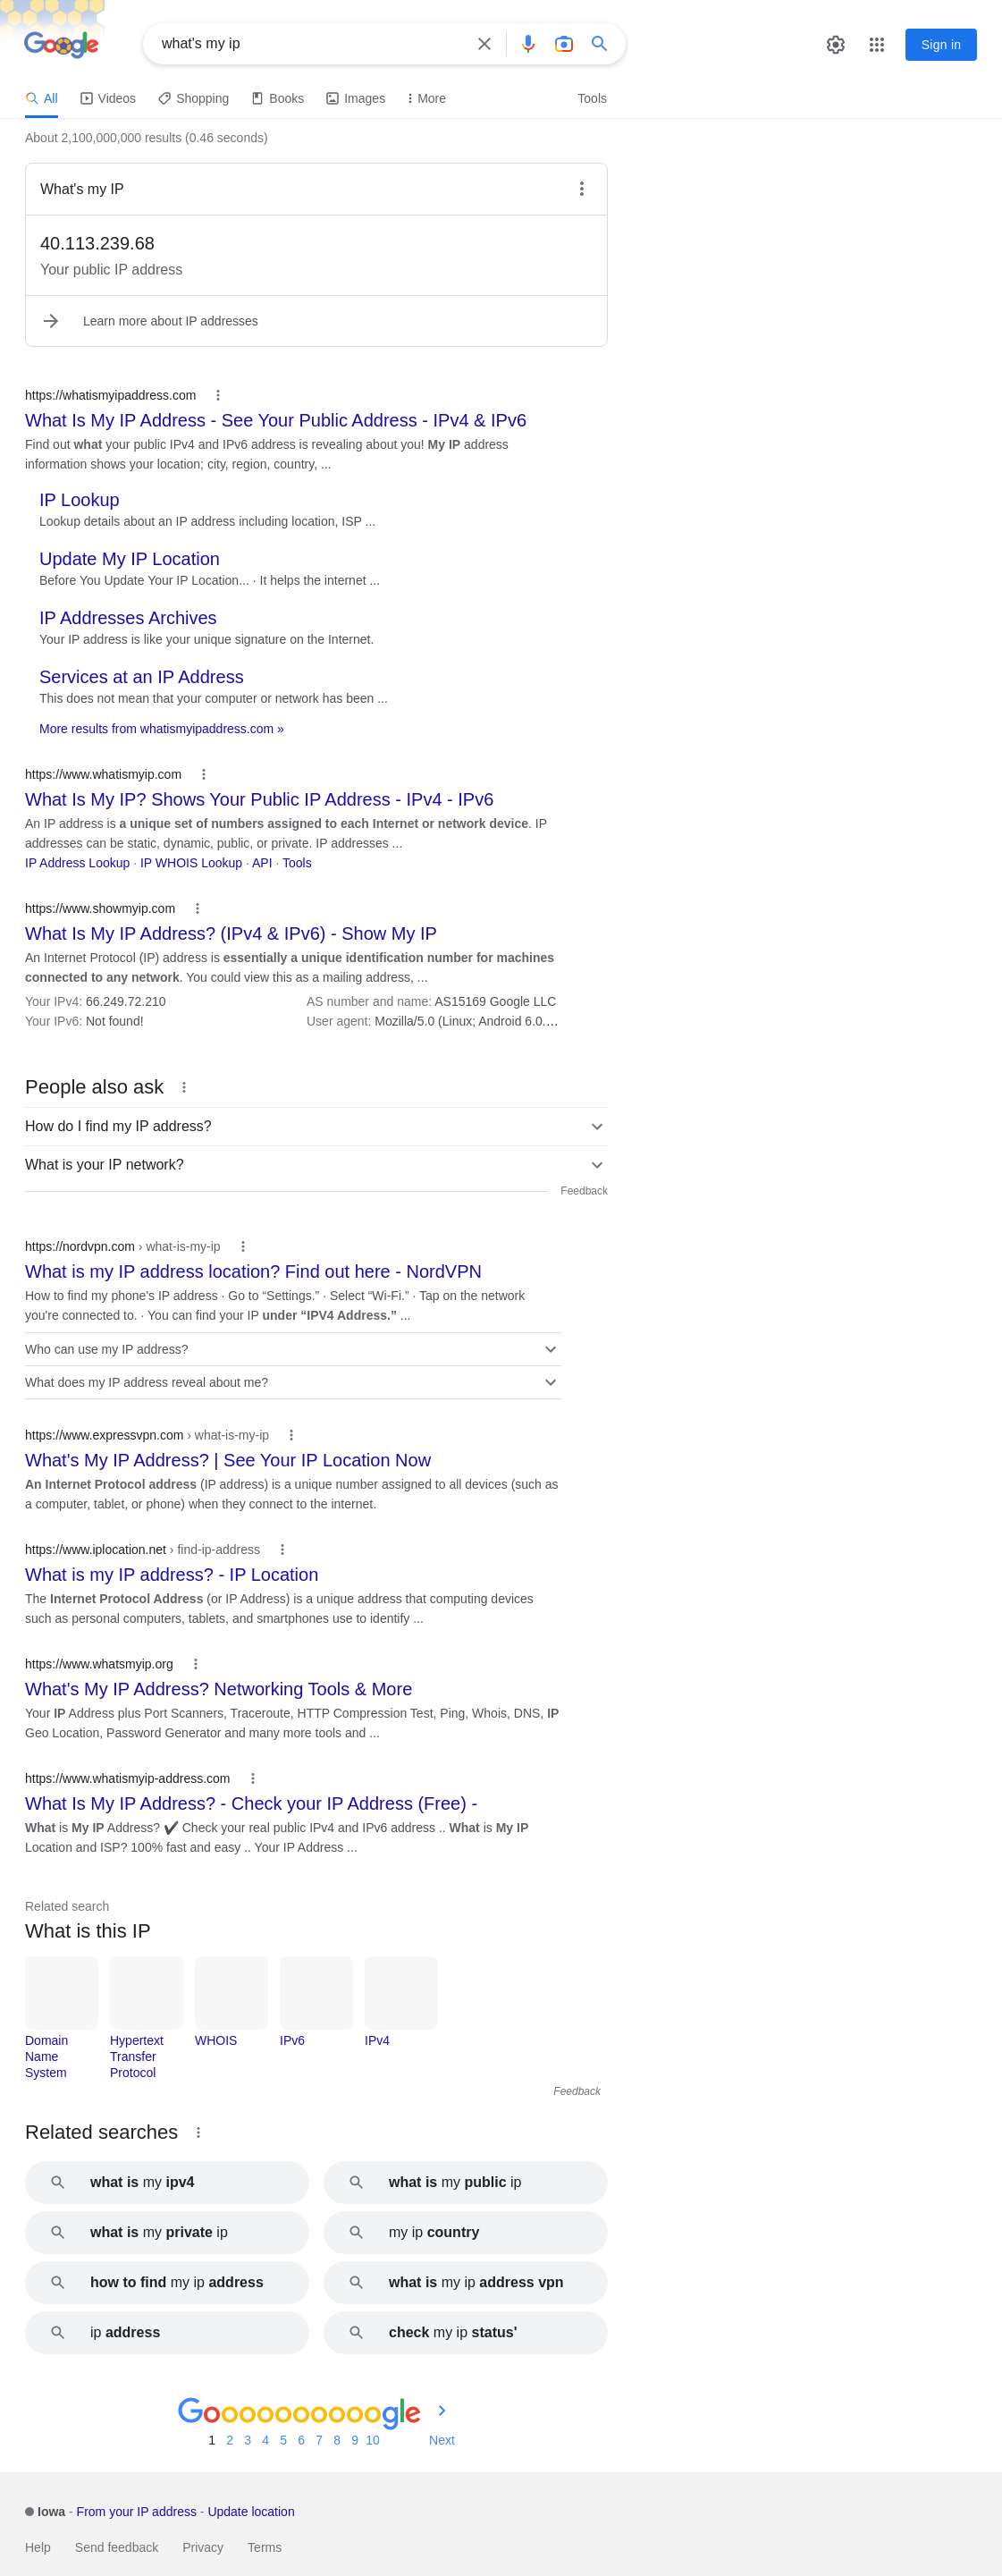 Google
what's my ip
Sign in
All
Videos
Shopping
Books
Images
More
Tools
About 2,100,000,000 results (0.46 seconds)
What's my IP
40.113.239.68
Your public IP address
Learn more about IP addresses
https://whatismyipaddress.com
What Is My IP Address - See Your Public Address - IPv4 & IPv6
Find out what your public IPv4 and IPv6 address is revealing about you! My IP address
information shows your location; city, region, country, ...
IP Lookup
Lookup details about an IP address including location, ISP ...
Update My IP Location
Before You Update Your IP Location... · It helps the internet ...
IP Addresses Archives
Your IP address is like your unique signature on the Internet.
Services at an IP Address
This does not mean that your computer or network has been ...
More results from whatismyipaddress.com »
https://www.whatismyip.com
What Is My IP? Shows Your Public IP Address - IPv4 - IPv6
An IP address is a unique set of numbers assigned to each Internet or network device. IP
addresses can be static, dynamic, public, or private. IP addresses ...
IP Address Lookup · IP WHOIS Lookup · API · Tools
https://www.showmyip.com
What Is My IP Address? (IPv4 & IPv6) - Show My IP
An Internet Protocol (IP) address is essentially a unique identification number for machines
connected to any network. You could view this as a mailing address, ...
Your IPv4: 66.249.72.210
AS number and name: AS15169 Google LLC
Your IPv6: Not found!
User agent: Mozilla/5.0 (Linux; Android 6.0.…
People also ask
How do I find my IP address?
What is your IP network?
Feedback
https://nordvpn.com › what-is-my-ip
What is my IP address location? Find out here - NordVPN
How to find my phone's IP address · Go to “Settings.” · Select “Wi-Fi.” · Tap on the network
you're connected to. · You can find your IP under “IPV4 Address.” ...
Who can use my IP address?
What does my IP address reveal about me?
https://www.expressvpn.com › what-is-my-ip
What's My IP Address? | See Your IP Location Now
An Internet Protocol address (IP address) is a unique number assigned to all devices (such as
a computer, tablet, or phone) when they connect to the internet.
https://www.iplocation.net › find-ip-address
What is my IP address? - IP Location
The Internet Protocol Address (or IP Address) is a unique address that computing devices
such as personal computers, tablets, and smartphones use to identify ...
https://www.whatsmyip.org
What's My IP Address? Networking Tools & More
Your IP Address plus Port Scanners, Traceroute, HTTP Compression Test, Ping, Whois, DNS, IP
Geo Location, Password Generator and many more tools and ...
https://www.whatismyip-address.com
What Is My IP Address? - Check your IP Address (Free) -
What is My IP Address? ✔️ Check your real public IPv4 and IPv6 address .. What is My IP
Location and ISP? 100% fast and easy .. Your IP Address ...
Related search
What is this IP
Domain
Name
System
Hypertext
Transfer
Protocol
WHOIS
IPv6
IPv4
Feedback
Related searches
what is my ipv4
what is my public ip
what is my private ip
my ip country
how to find my ip address
what is my ip address vpn
ip address
check my ip status'
Goooooooooogle
1 2 3 4 5 6 7 8 9 10 Next
Iowa - From your IP address - Update location
Help Send feedback Privacy Terms